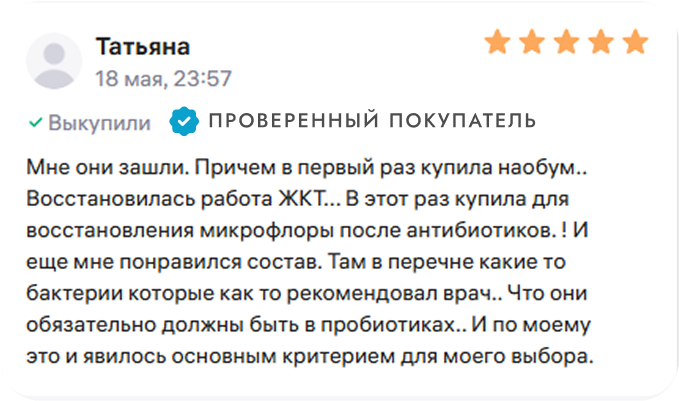 Татьяна
18 мая, 23:57
Выкупили ПРОВЕРЕННЫЙ ПОКУПАТЕЛЬ
Мне они зашли. Причем в первый раз купила наобум..
Восстановилась работа ЖКТ... В этот раз купила для
восстановления микрофлоры после антибиотиков. ! И
еще мне понравился состав. Там в перечне какие то
бактерии которые как то рекомендовал врач.. Что они
обязательно должны быть в пробиотиках.. И по моему
это и явилось основным критерием для моего выбора.